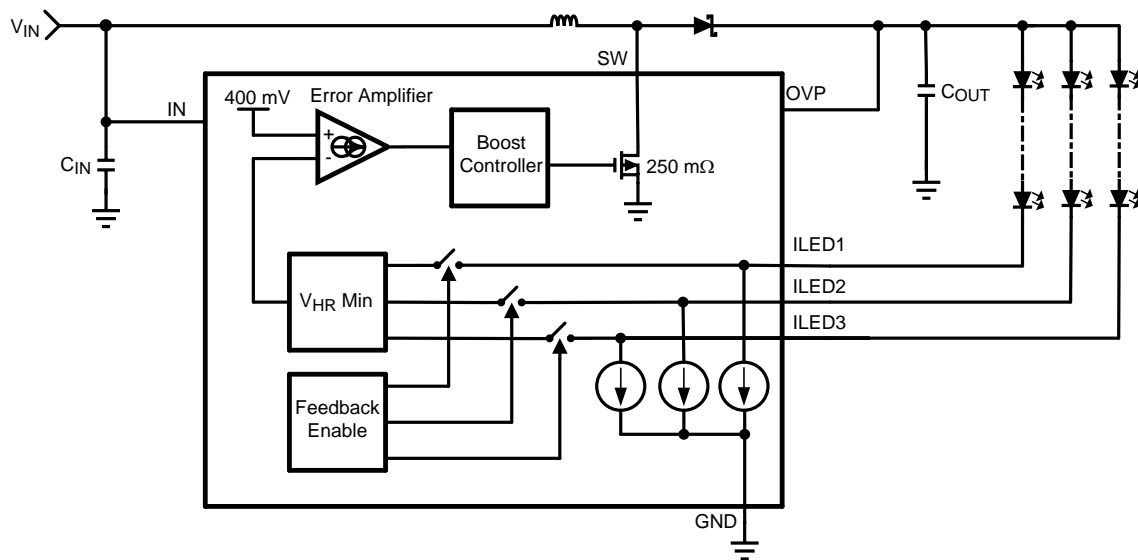 VIN
SW
400 mV
Error Amplifier
OVP
COUT
IN
+
-
Boost
Controller
250 mΩ
CIN
ILED1
VHR Min
ILED2
ILED3
Feedback
Enable
GND